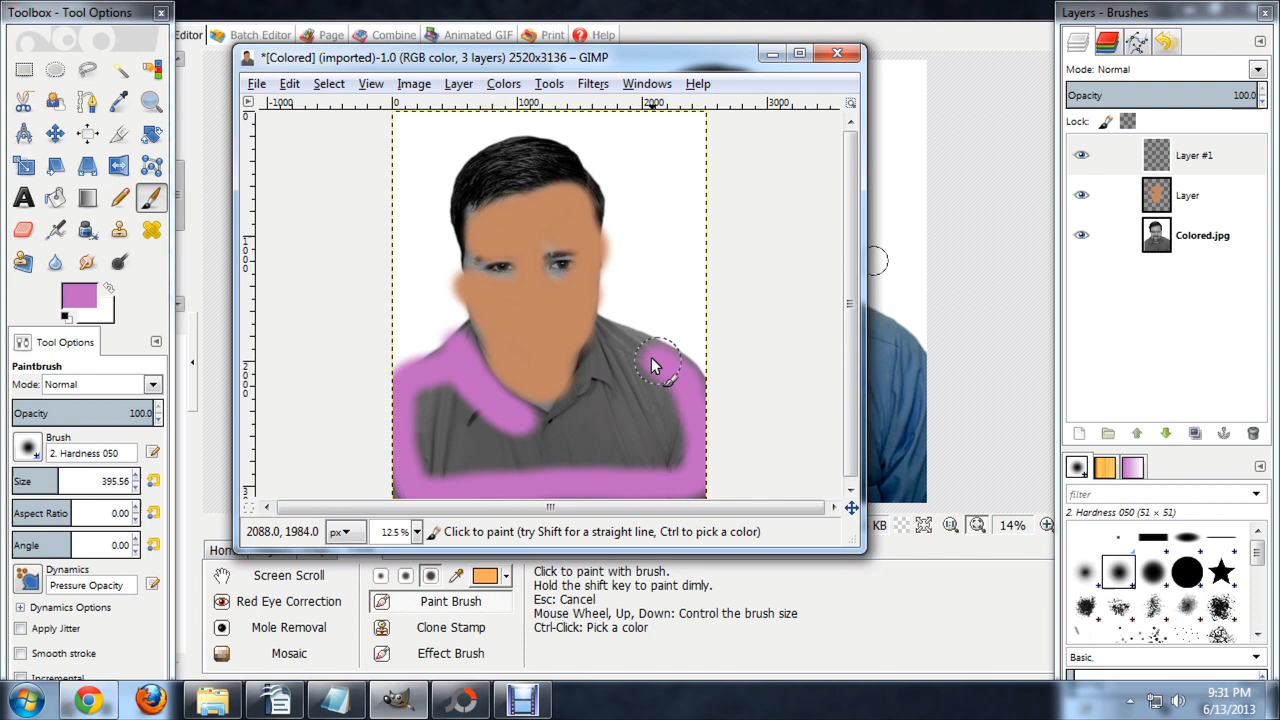 Toolbox - Tool Options
Editor
Batch Editor
Page
Combine
Animated GIF
Print
Help
Layers - Brushes
*[Colored] (imported)-1.0 (RGB color, 3 layers) 2520x3136 – GIMP
File Edit Select View Image Layer Colors Tools Filters Windows Help
-1000 0 1000 2000 3000
0
1000
2000
3
Mode: Normal
Opacity 100.0
Lock:
Layer #1
Layer
Colored.jpg
Tool Options
Paintbrush
Mode: Normal
Opacity 100.0
Brush
2. Hardness 050
Size 395.56
Aspect Ratio 0.00
Angle 0.00
Dynamics
Pressure Opacity
Dynamics Options
Apply Jitter
Smooth stroke
Incremental
2088.0, 1984.0 px 12.5% Click to paint (try Shift for a straight line, Ctrl to pick a color)
KB
14%
filter
2. Hardness 050 (51 × 51)
Basic,
Screen Scroll
Red Eye Correction
Mole Removal
Mosaic
Paint Brush
Clone Stamp
Effect Brush
Click to paint with brush.
Hold the shift key to paint dimly.
Esc: Cancel
Mouse Wheel, Up, Down: Control the brush size
Ctrl-Click: Pick a color
9:31 PM
6/13/2013